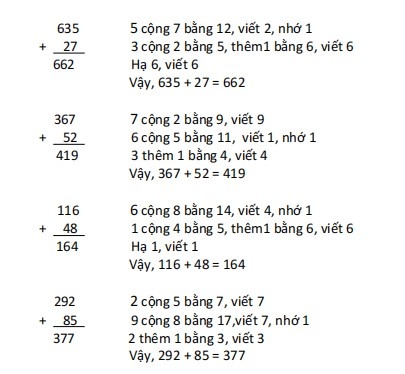 635 5 cộng 7 bằng 12, viết 2, nhớ 1
+ 27 3 cộng 2 bằng 5, thêm1 bằng 6, viết 6
662 Hạ 6, viết 6
Vậy, 635 + 27 = 662
367 7 cộng 2 bằng 9, viết 9
+ 52 6 cộng 5 bằng 11, viết 1, nhớ 1
419 3 thêm 1 bằng 4, viết 4
Vậy, 367 + 52 = 419
116 6 cộng 8 bằng 14, viết 4, nhớ 1
+ 48 1 cộng 4 bằng 5, thêm1 bằng 6, viết 6
164 Hạ 1, viết 1
Vậy, 116 + 48 = 164
292 2 cộng 5 bằng 7, viết 7
+ 85 9 cộng 8 bằng 17,viết 7, nhớ 1
377 2 thêm 1 bằng 3, viết 3
Vậy, 292 + 85 = 377